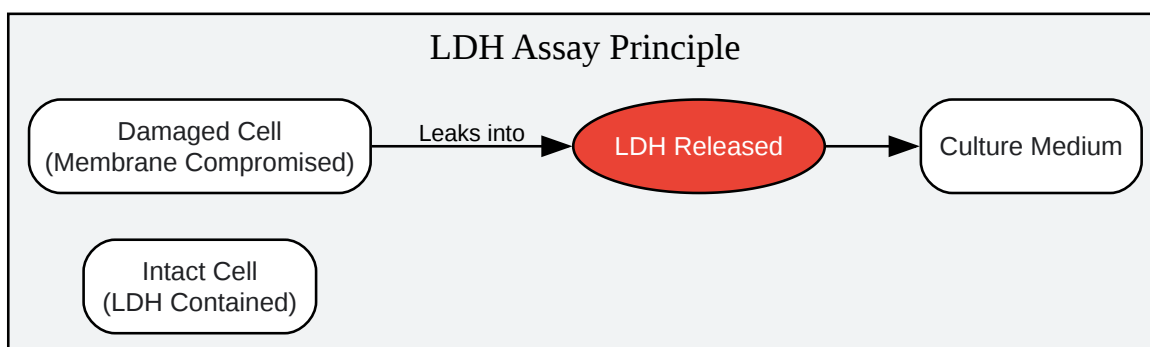 LDH Assay Principle
Damaged Cell
(Membrane Compromised)
Leaks into
LDH Released
Culture Medium
Intact Cell
(LDH Contained)